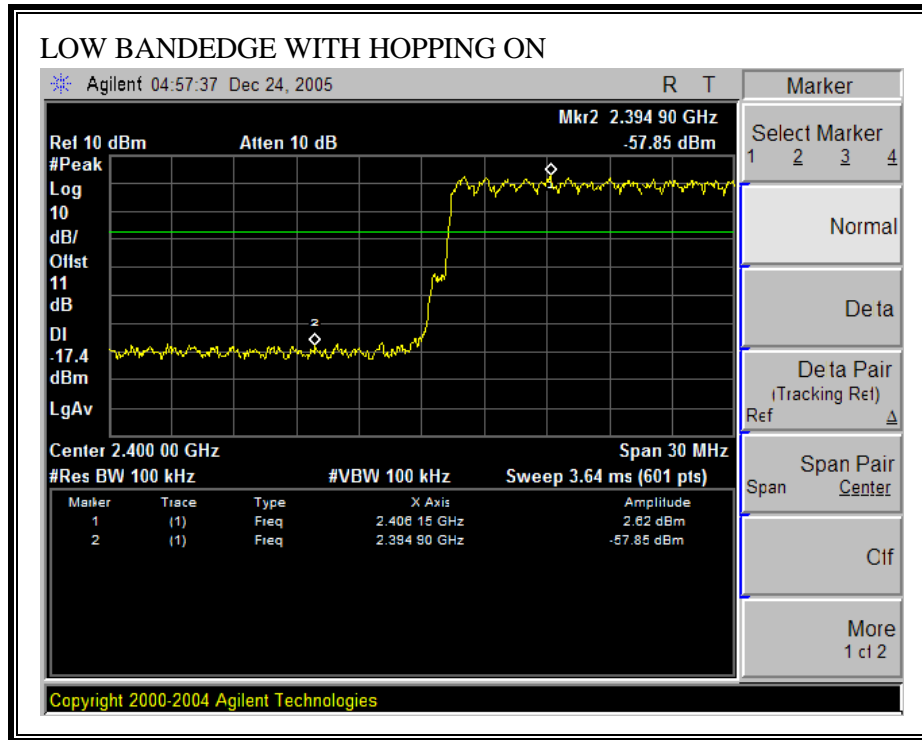 LOW BANDEDGE WITH HOPPING ON
Agilent 04:57:37 Dec 24, 2005 R T
Mkr2 2.394 90 GHz
Ref 10 dBm Atten 10 dB -57.85 dBm
#Peak
Log
10
dB/
Offst
11
dB
DI
-17.4
dBm
LgAv
1
2
Center 2.400 00 GHz Span 30 MHz
#Res BW 100 kHz #VBW 100 kHz Sweep 3.64 ms (601 pts)
Marker Trace Type X Axis Amplitude
1 (1) Freq 2.406 15 GHz 2.62 dBm
2 (1) Freq 2.394 90 GHz -57.85 dBm
Marker
Select Marker
1 2 3 4
Normal
Delta
Delta Pair
(Tracking Ref)
Ref Δ
Span Pair
Span Center
Off
More
1 of 2
Copyright 2000-2004 Agilent Technologies